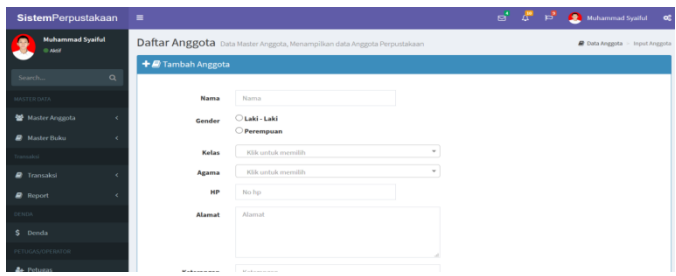 SistemPerpustakaan
Muhammad Syaiful
Muhammad Syaiful
Aktif
Daftar Anggota Data Master Anggota, Menampilkan data Anggota Perpustakaan
Data Anggota > Input Anggota
Search...
Tambah Anggota
MASTER DATA
Master Anggota
Master Buku
Transaksi
Transaksi
Report
DENDA
Denda
PETUGAS/OPERATOR
Petugas
Nama Nama
Gender Laki - Laki
Perempuan
Kelas Klik untuk memilih
Agama Klik untuk memilih
HP No hp
Alamat Alamat
Keterangan Keterangan